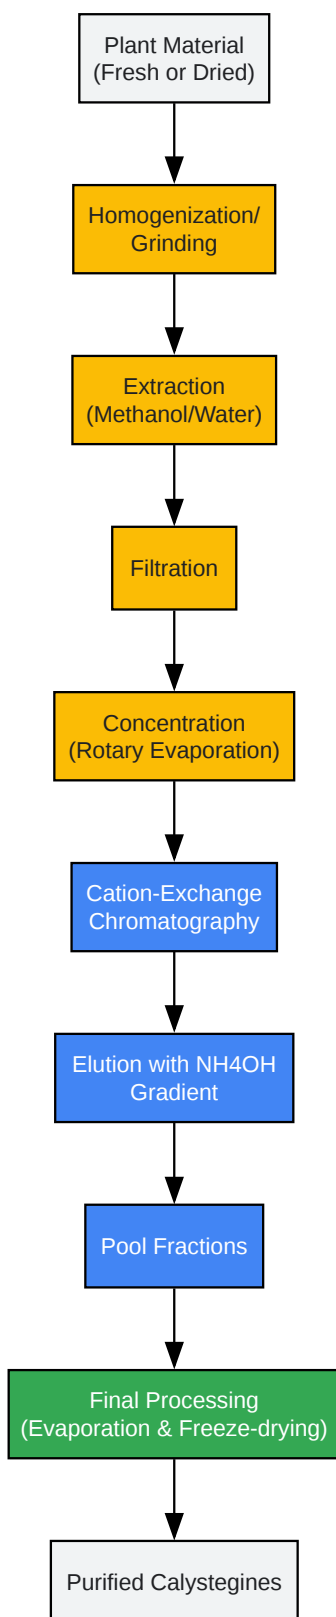 Plant Material
(Fresh or Dried)
Homogenization/
Grinding
Extraction
(Methanol/Water)
Filtration
Concentration
(Rotary Evaporation)
Cation-Exchange
Chromatography
Elution with NH4OH
Gradient
Pool Fractions
Final Processing
(Evaporation & Freeze-drying)
Purified Calystegines